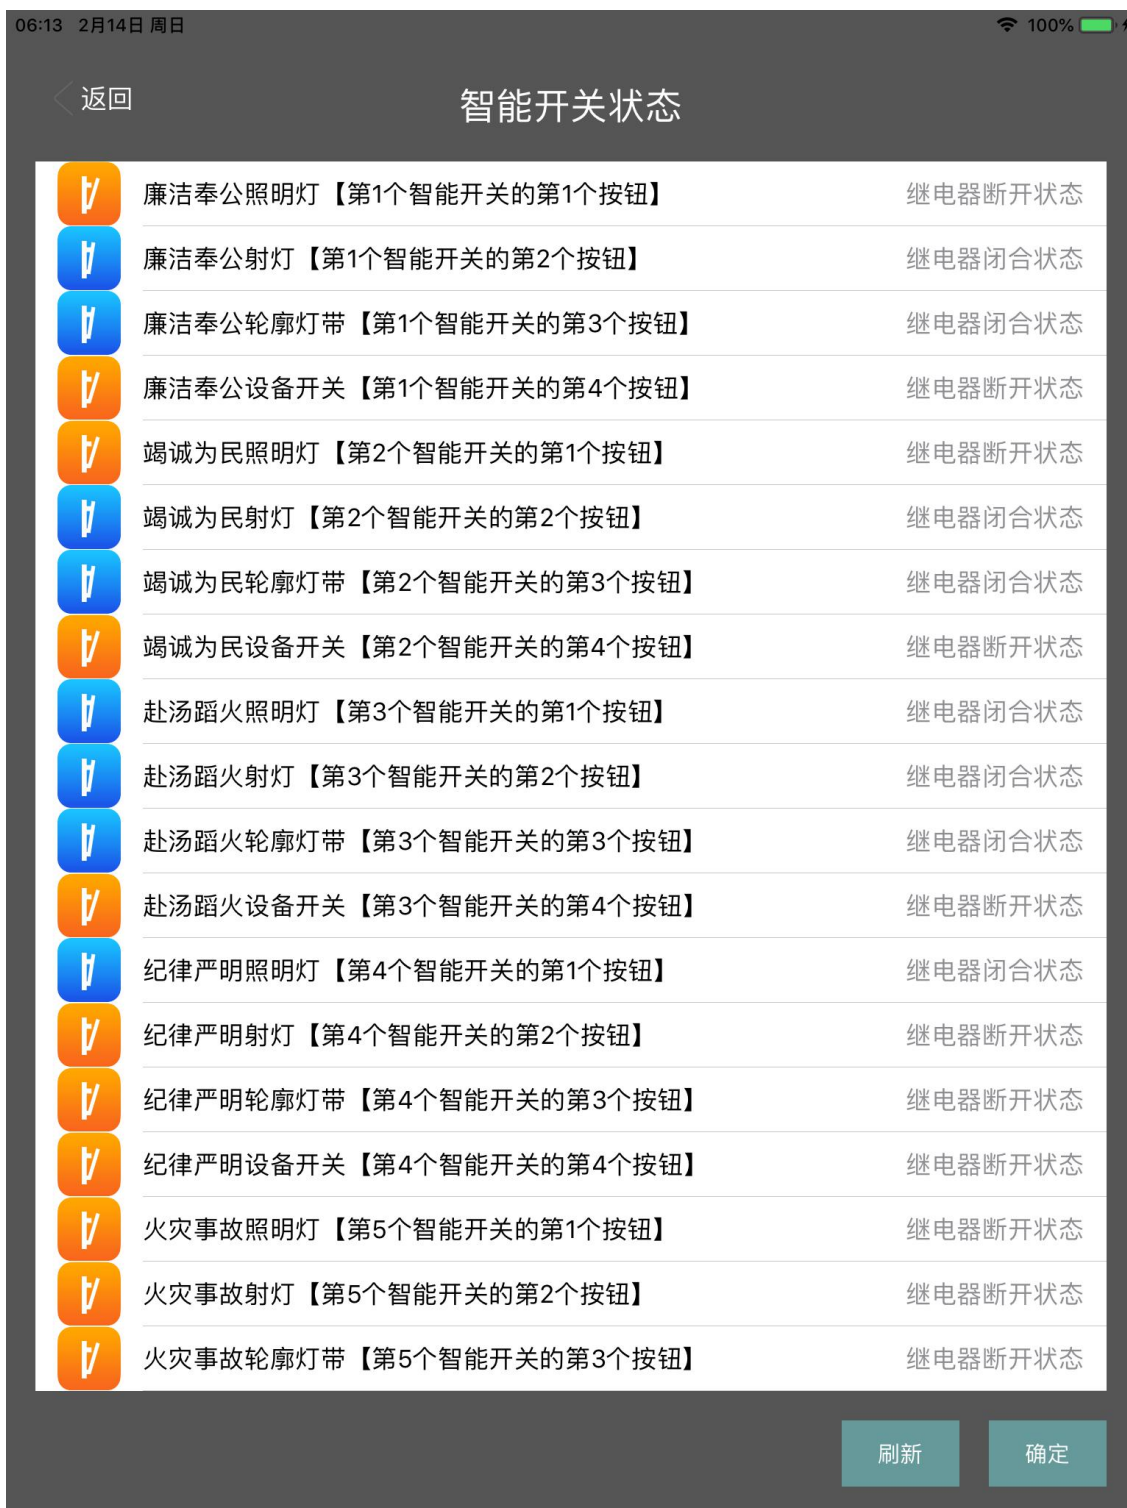 06:13 2月14日 周日 100%
返回
智能开关状态
廉洁奉公照明灯【第1个智能开关的第1个按钮】 继电器断开状态
廉洁奉公射灯【第1个智能开关的第2个按钮】 继电器闭合状态
廉洁奉公轮廓灯带【第1个智能开关的第3个按钮】 继电器闭合状态
廉洁奉公设备开关【第1个智能开关的第4个按钮】 继电器断开状态
竭诚为民照明灯【第2个智能开关的第1个按钮】 继电器断开状态
竭诚为民射灯【第2个智能开关的第2个按钮】 继电器闭合状态
竭诚为民轮廓灯带【第2个智能开关的第3个按钮】 继电器闭合状态
竭诚为民设备开关【第2个智能开关的第4个按钮】 继电器断开状态
赴汤蹈火照明灯【第3个智能开关的第1个按钮】 继电器闭合状态
赴汤蹈火射灯【第3个智能开关的第2个按钮】 继电器闭合状态
赴汤蹈火轮廓灯带【第3个智能开关的第3个按钮】 继电器闭合状态
赴汤蹈火设备开关【第3个智能开关的第4个按钮】 继电器断开状态
纪律严明照明灯【第4个智能开关的第1个按钮】 继电器闭合状态
纪律严明射灯【第4个智能开关的第2个按钮】 继电器断开状态
纪律严明轮廓灯带【第4个智能开关的第3个按钮】 继电器断开状态
纪律严明设备开关【第4个智能开关的第4个按钮】 继电器断开状态
火灾事故照明灯【第5个智能开关的第1个按钮】 继电器断开状态
火灾事故射灯【第5个智能开关的第2个按钮】 继电器断开状态
火灾事故轮廓灯带【第5个智能开关的第3个按钮】 继电器断开状态
刷新 确定